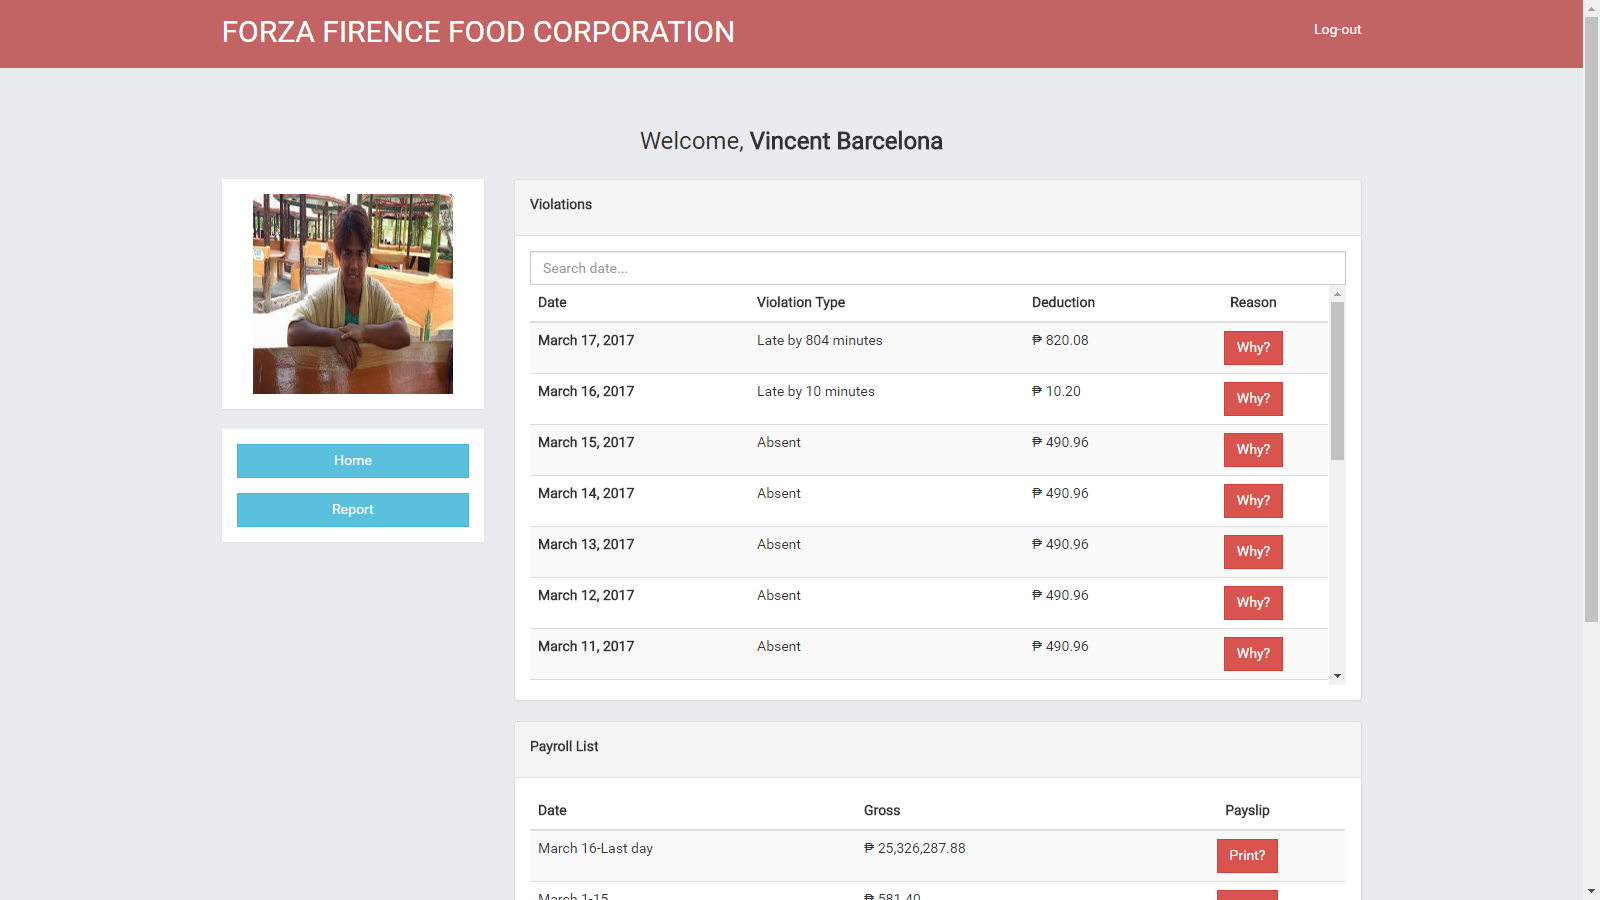 FORZA FIRENCE FOOD CORPORATION
Log-out
Welcome, Vincent Barcelona
Home
Report
Violations
Search date...
Date Violation Type Deduction Reason
March 17, 2017 Late by 804 minutes ₱ 820.08 Why?
March 16, 2017 Late by 10 minutes ₱ 10.20 Why?
March 15, 2017 Absent ₱ 490.96 Why?
March 14, 2017 Absent ₱ 490.96 Why?
March 13, 2017 Absent ₱ 490.96 Why?
March 12, 2017 Absent ₱ 490.96 Why?
March 11, 2017 Absent ₱ 490.96 Why?
Payroll List
Date Gross Payslip
March 16-Last day ₱ 25,326,287.88 Print?
March 1-15 ₱ 581.40